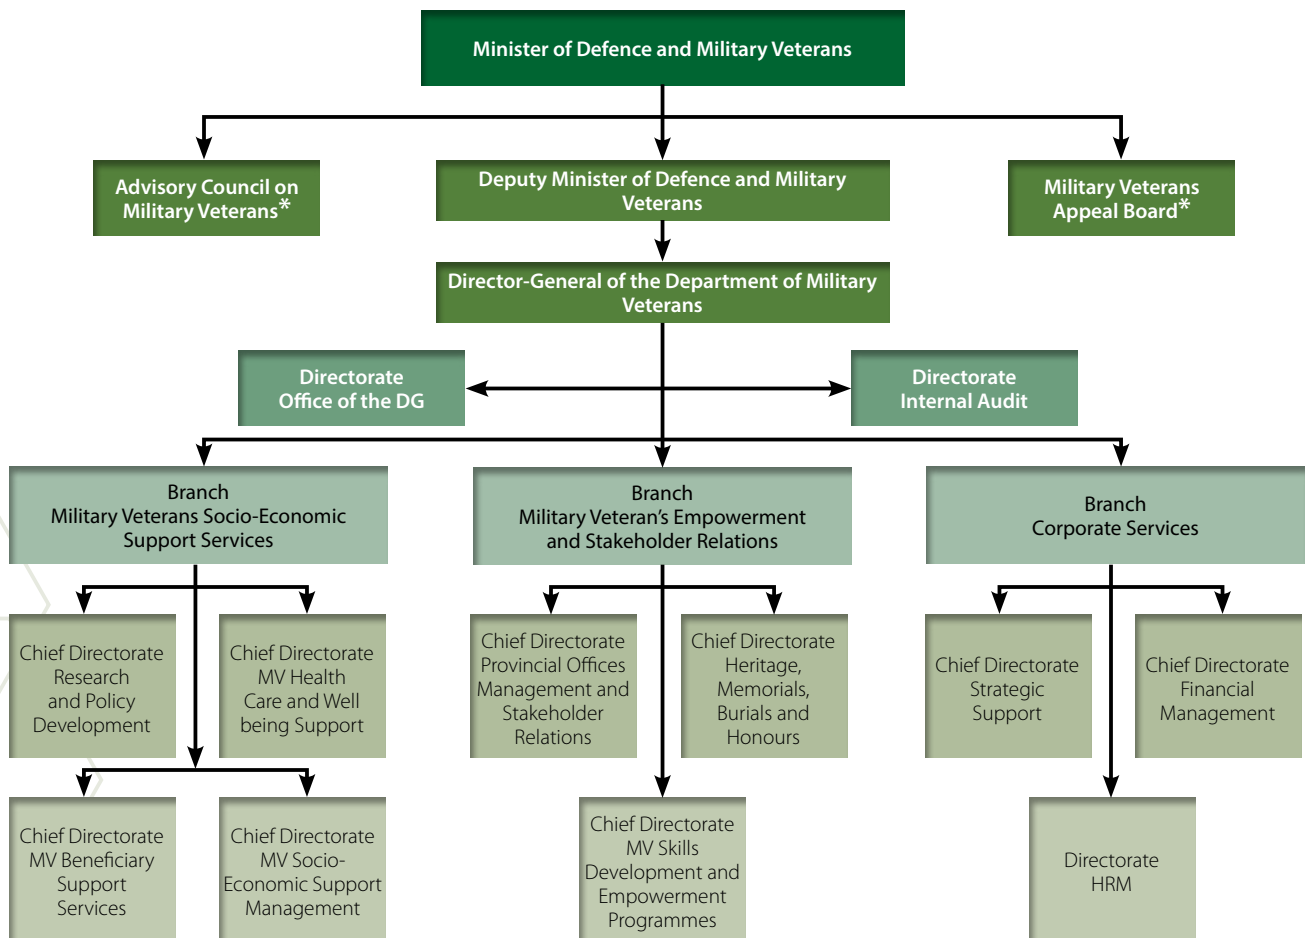 Minister of Defence and Military Veterans
Advisory Council on
Military Veterans*
Deputy Minister of Defence and Military
Veterans
Military Veterans
Appeal Board*
Director-General of the Department of Military
Veterans
Directorate
Office of the DG
Directorate
Internal Audit
Branch
Military Veterans Socio-Economic
Support Services
Branch
Military Veteran's Empowerment
and Stakeholder Relations
Branch
Corporate Services
Chief Directorate
Research
and Policy
Development
Chief Directorate
MV Health
Care and Well
being Support
Chief Directorate
Provincial Offices
Management and
Stakeholder
Relations
Chief Directorate
Heritage,
Memorials,
Burials and
Honours
Chief Directorate
Strategic
Support
Chief Directorate
Financial
Management
Chief Directorate
MV Beneficiary
Support
Services
Chief Directorate
MV Socio-
Economic Support
Management
Chief Directorate
MV Skills
Development and
Empowerment
Programmes
Directorate
HRM